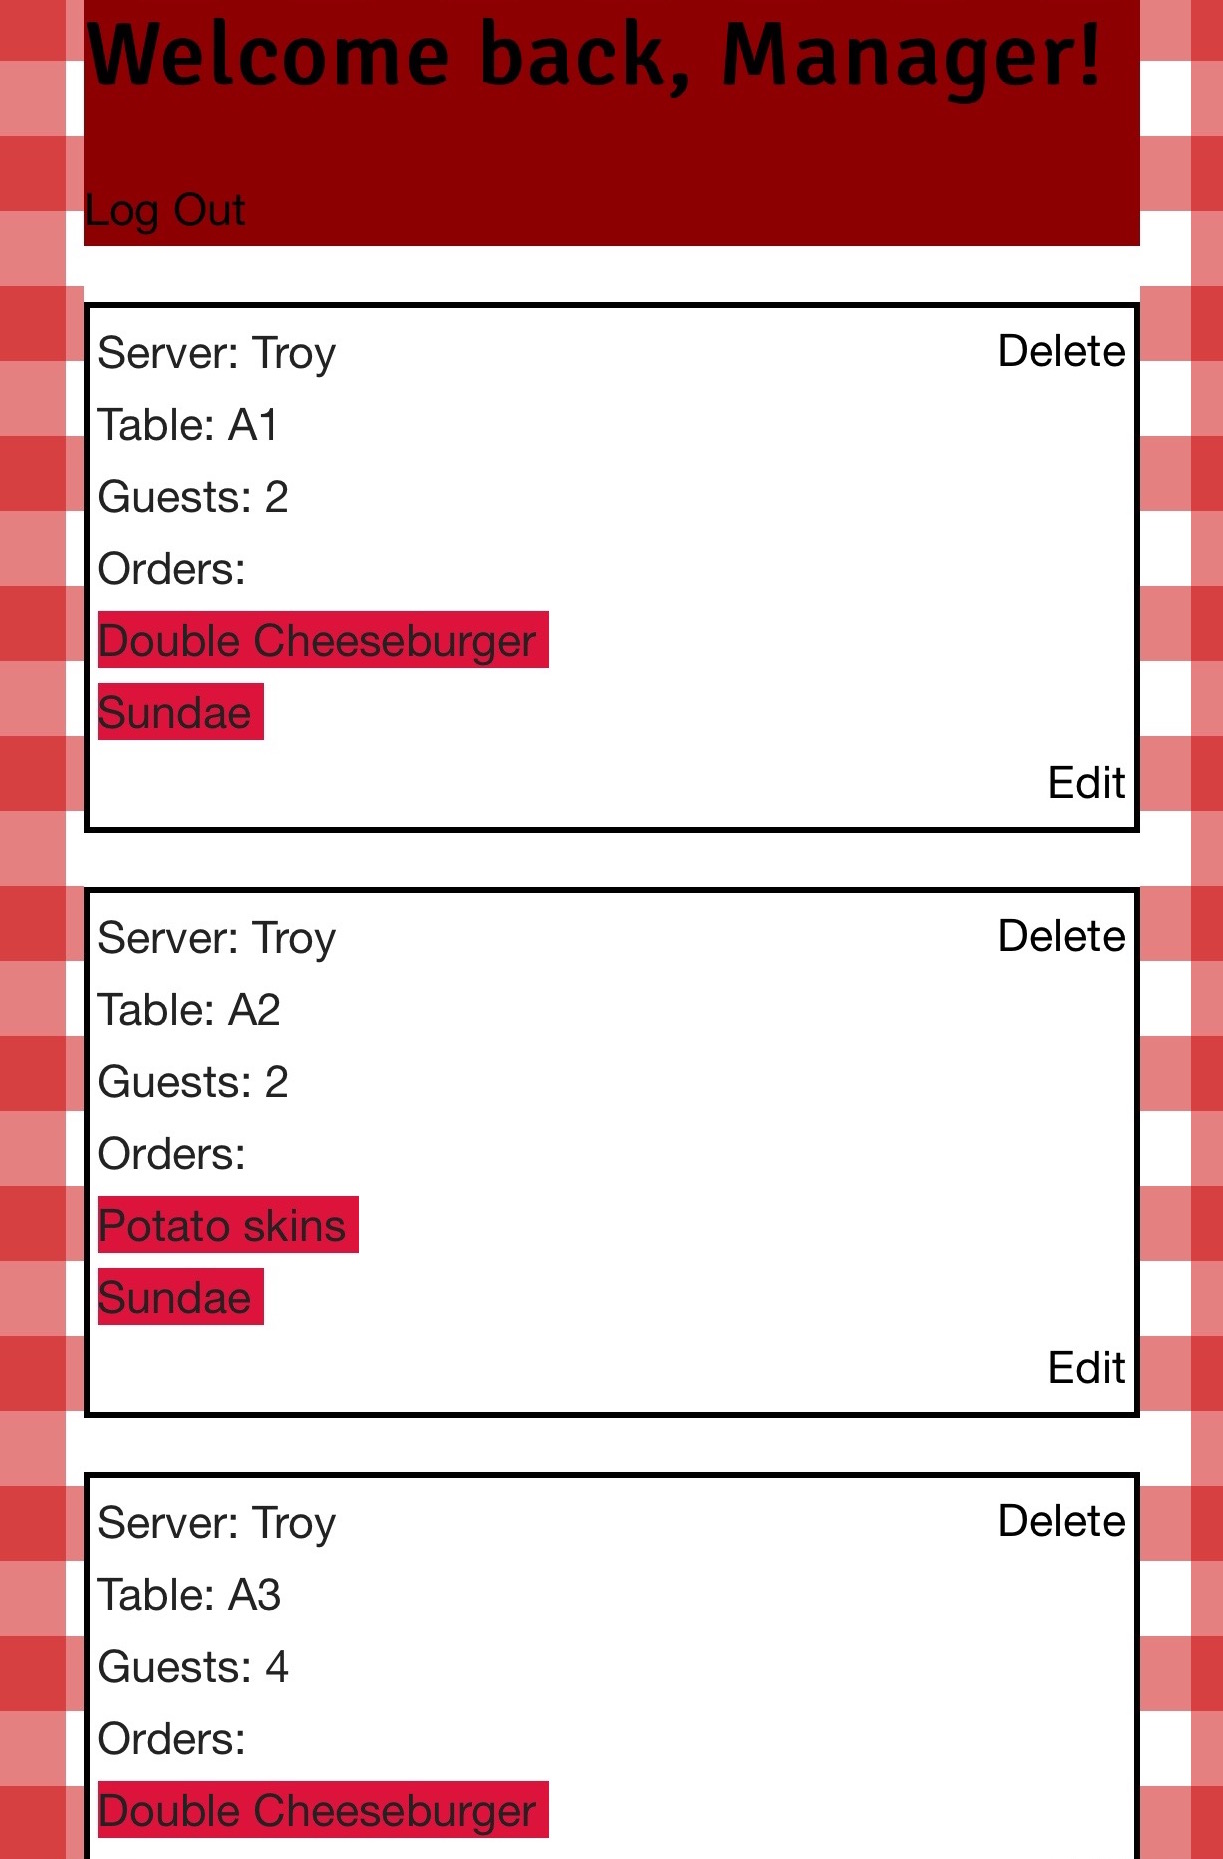 Welcome back, Manager!
Log Out
Server: Troy
Delete
Table: A1
Guests: 2
Orders:
Double Cheeseburger
Sundae
Edit
Server: Troy
Delete
Table: A2
Guests: 2
Orders:
Potato skins
Sundae
Edit
Server: Troy
Delete
Table: A3
Guests: 4
Orders:
Double Cheeseburger